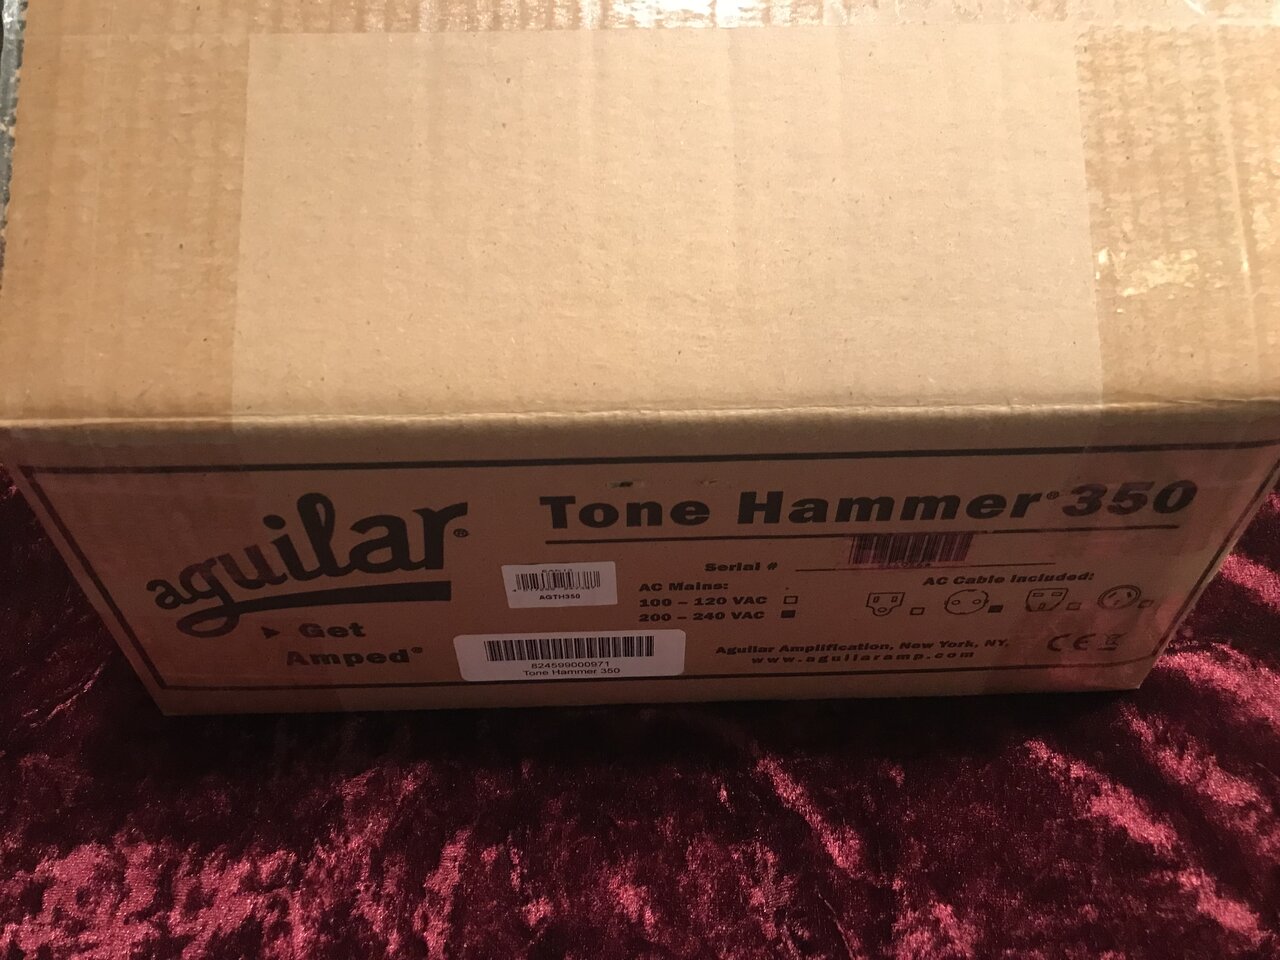 aguilar®
Get
Amped®
Tone Hammer® 350
Serial #
AC Mains:
100 – 120 VAC
200 – 240 VAC
AC Cable included:
AGTH350
824599000971
Tone Hammer 350
Aguilar Amplification, New York, NY.
www.aguilaramp.com
CE